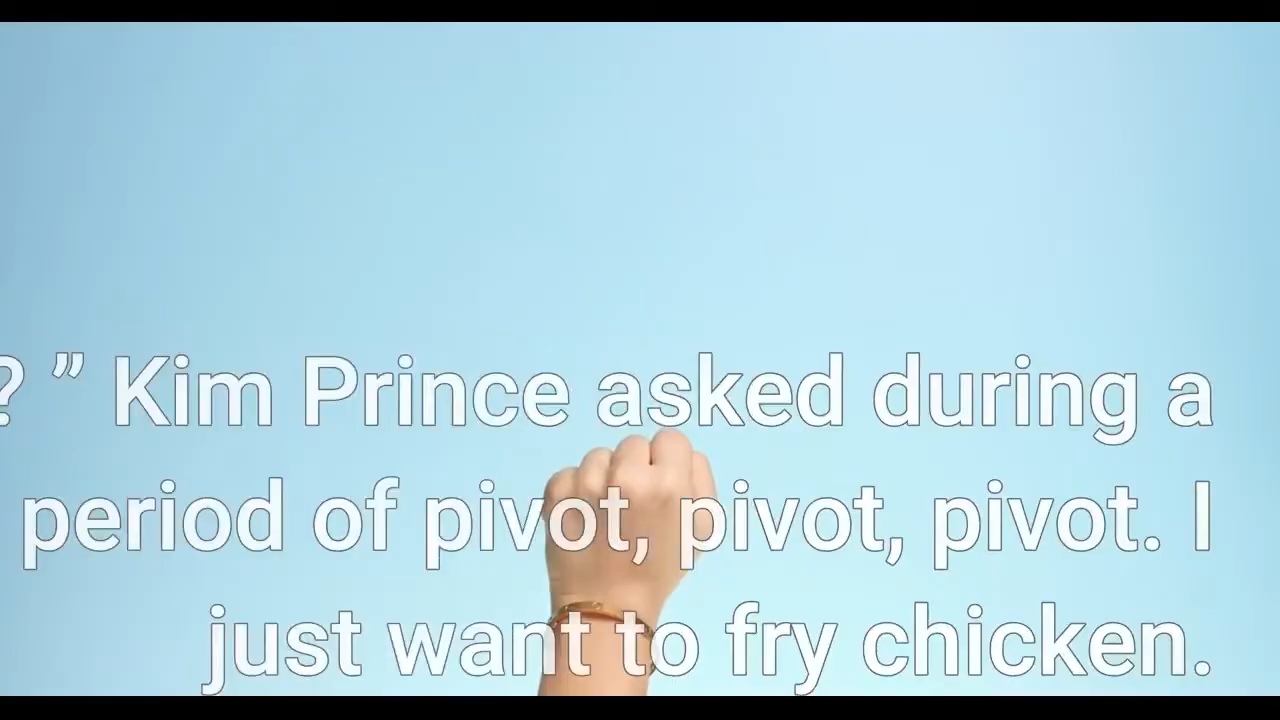 ? ” Kim Prince asked during a
period of pivot, pivot, pivot. I
just want to fry chicken.